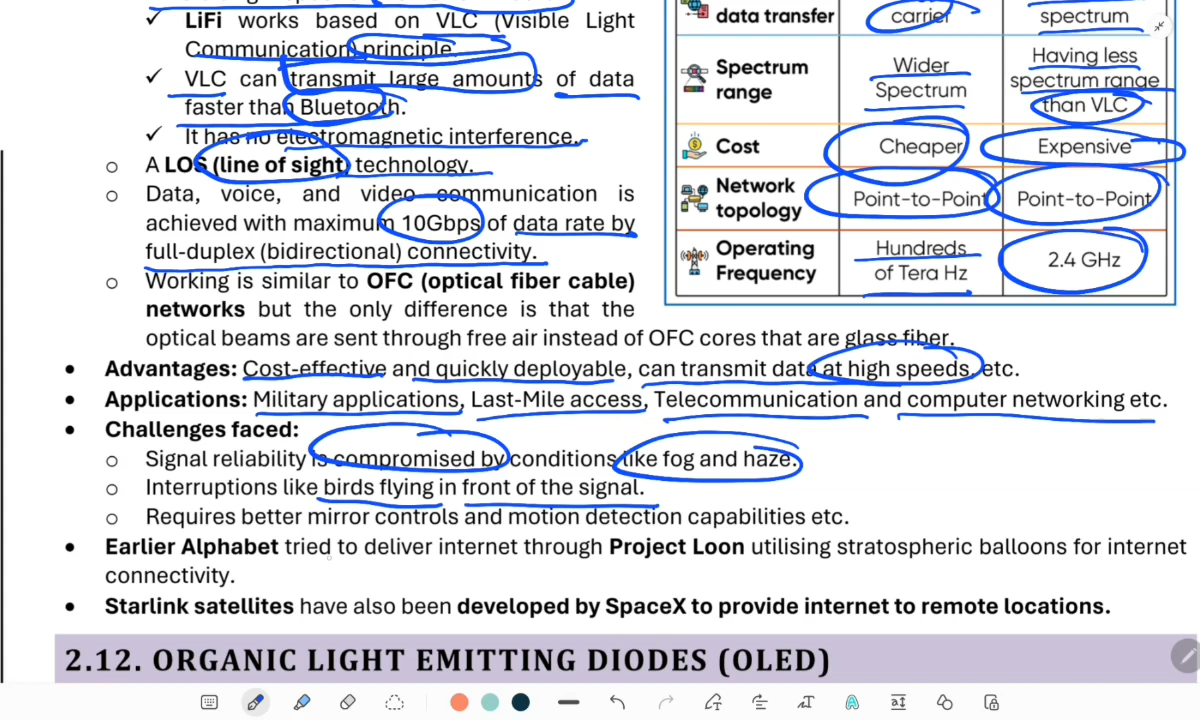 ✓ LiFi works based on VLC (Visible Light
Communication) principle.
✓ VLC can transmit large amounts of data
faster than Bluetooth.
✓ It has no electromagnetic interference.
o A LOS (line of sight) technology.
o Data, voice, and video communication is
achieved with maximum 10Gbps of data rate by
full-duplex (bidirectional) connectivity.
o Working is similar to OFC (optical fiber cable)
networks but the only difference is that the
optical beams are sent through free air instead of OFC cores that are glass fiber.
data transfer carrier spectrum
Spectrum range Wider Spectrum Having less spectrum range than VLC
Cost Cheaper Expensive
Network topology Point-to-Point Point-to-Point
Operating Frequency Hundreds of Tera Hz 2.4 GHz
• Advantages: Cost-effective and quickly deployable, can transmit data at high speeds, etc.
• Applications: Military applications, Last-Mile access, Telecommunication and computer networking etc.
• Challenges faced:
o Signal reliability is compromised by conditions like fog and haze.
o Interruptions like birds flying in front of the signal.
o Requires better mirror controls and motion detection capabilities etc.
• Earlier Alphabet tried to deliver internet through Project Loon utilising stratospheric balloons for internet
connectivity.
• Starlink satellites have also been developed by SpaceX to provide internet to remote locations.
2.12. ORGANIC LIGHT EMITTING DIODES (OLED)